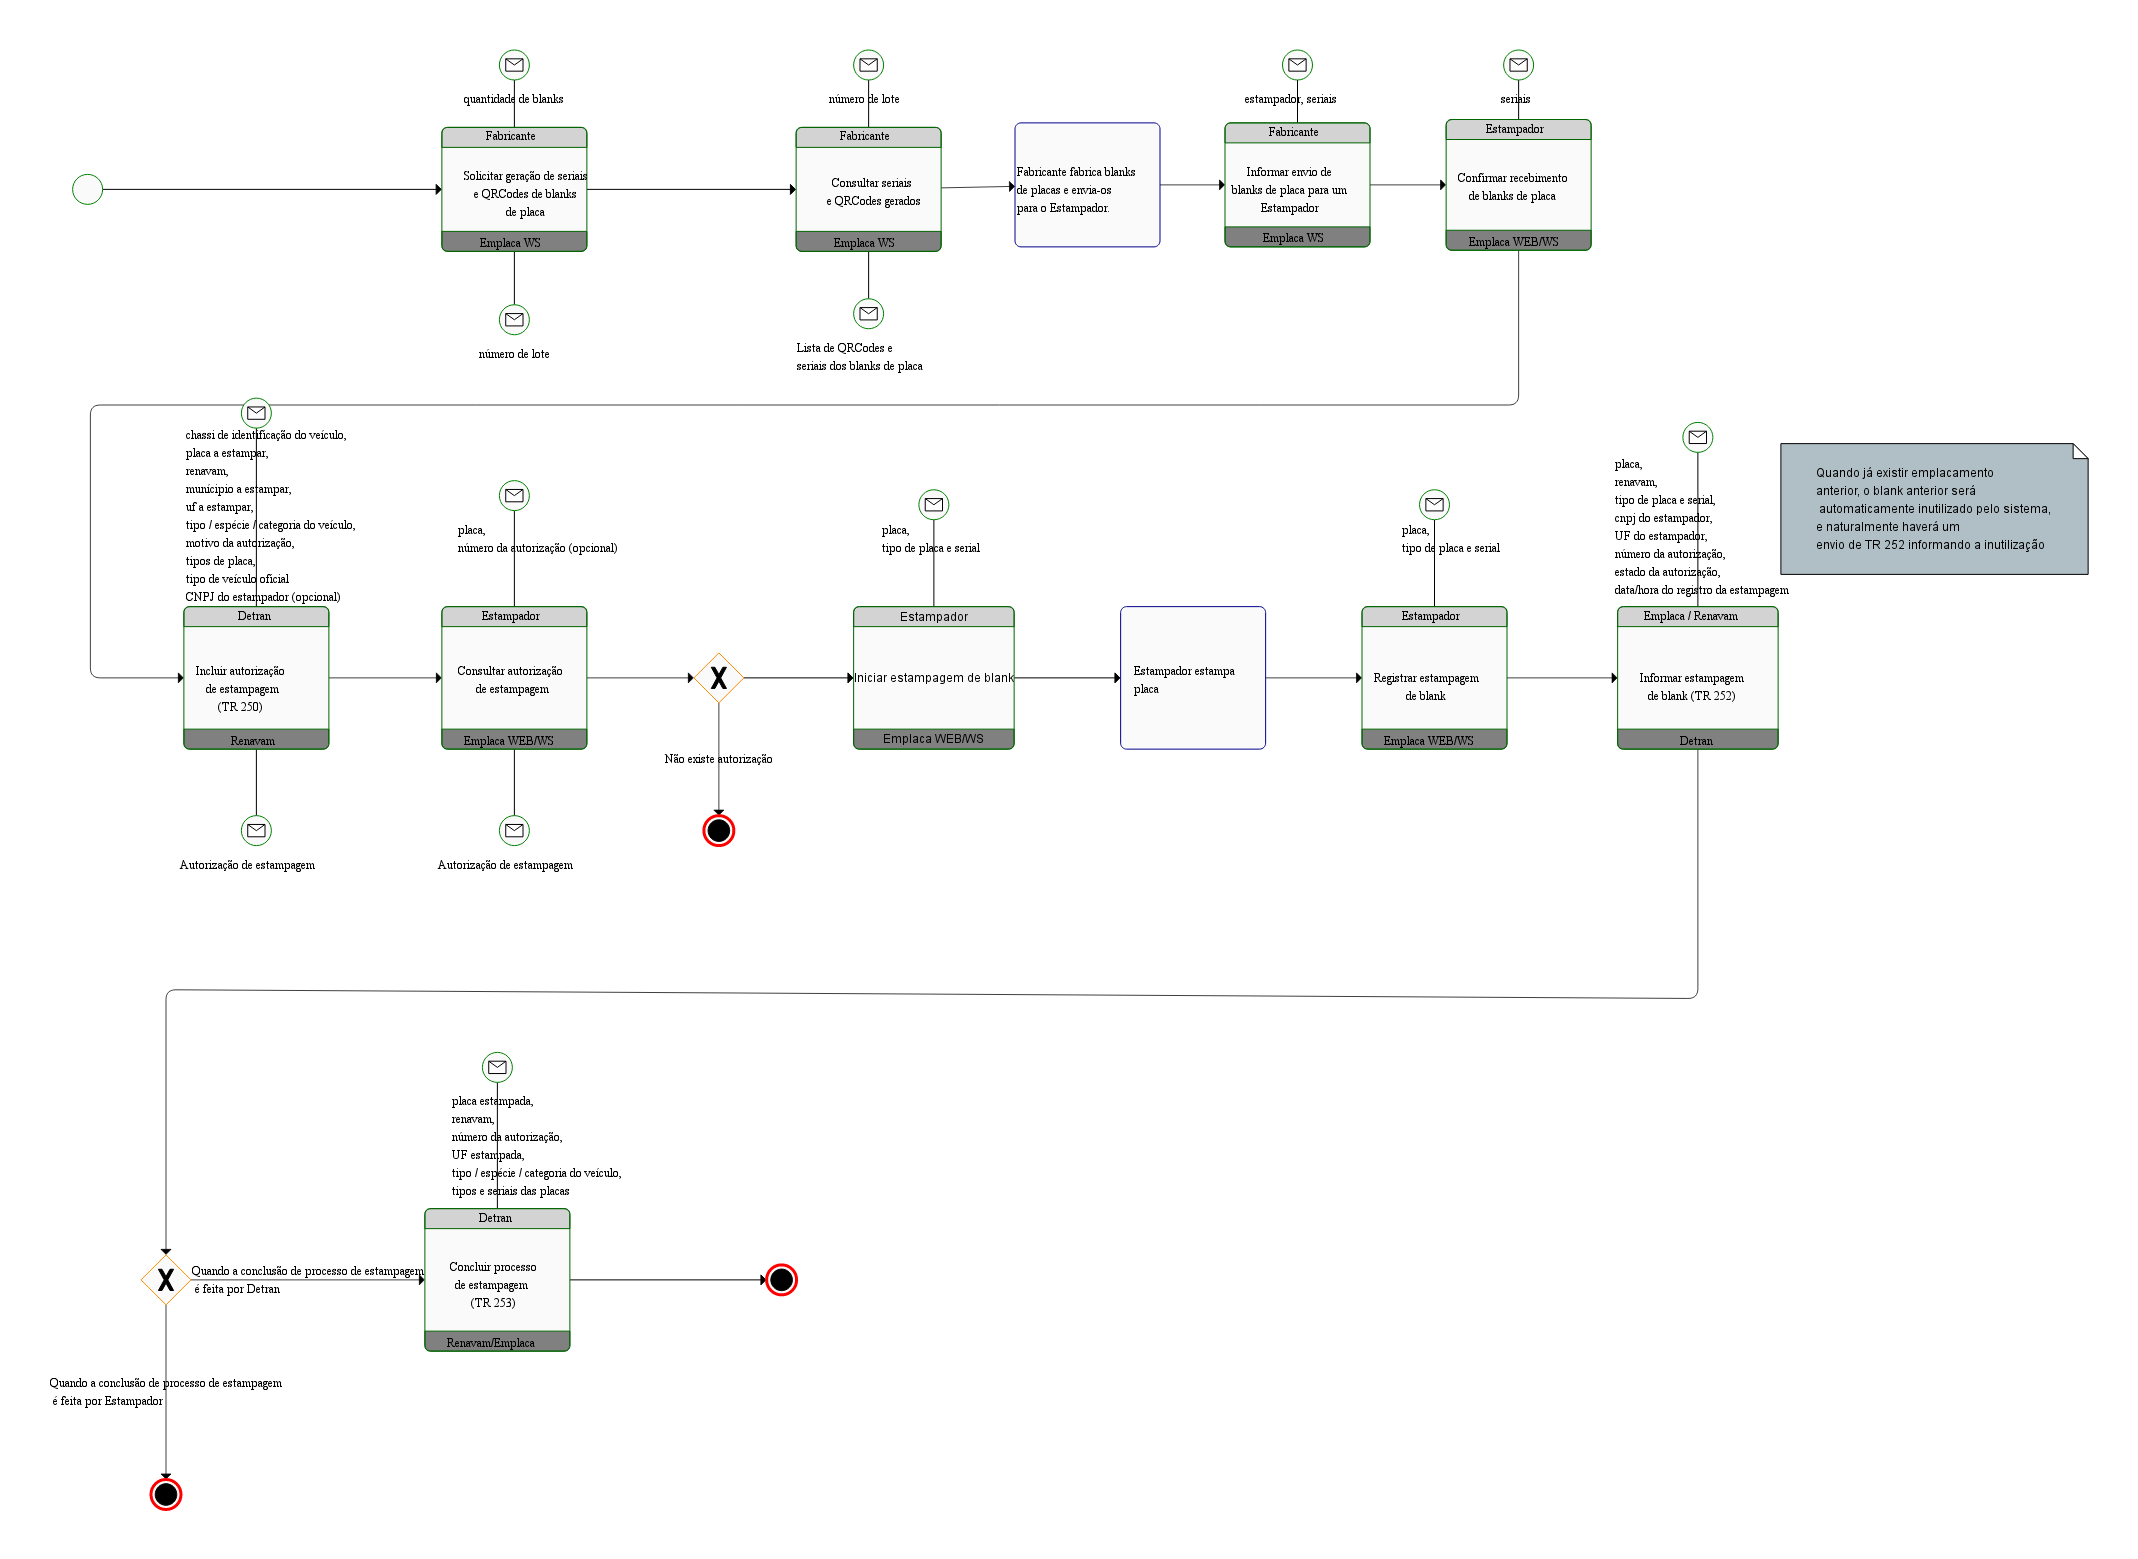 quantidade de blanks
Fabricante
Solicitar geração de seriais
e QRCodes de blanks
de placa
Emplaca WS
número de lote
número de lote
Fabricante
Consultar seriais
e QRCodes gerados
Emplaca WS
Lista de QRCodes e
seriais dos blanks de placa
Fabricante fabrica blanks
de placas e envia-os
para o Estampador.
estampador, seriais
Fabricante
Informar envio de
blanks de placa para um
Estampador
Emplaca WS
seriais
Estampador
Confirmar recebimento
de blanks de placa
Emplaca WEB/WS
chassi de identificação do veículo,
placa a estampar,
renavam,
munícipio a estampar,
uf a estampar,
tipo / espécie / categoria do veículo,
motivo da autorização,
tipos de placa,
tipo de veículo oficial
CNPJ do estampador (opcional)
Detran
Incluir autorização
de estampagem
(TR 250)
Renavam
Autorização de estampagem
placa,
número da autorização (opcional)
Estampador
Consultar autorização
de estampagem
Emplaca WEB/WS
Autorização de estampagem
X
Não existe autorização
placa,
tipo de placa e serial
Estampador
Iniciar estampagem de blank
Emplaca WEB/WS
Estampador estampa
placa
placa,
tipo de placa e serial
Estampador
Registrar estampagem
de blank
Emplaca WEB/WS
placa,
renavam,
tipo de placa e serial,
cnpj do estampador,
UF do estampador,
número da autorização,
estado da autorização,
data/hora do registro da estampagem
Emplaca / Renavam
Informar estampagem
de blank (TR 252)
Detran
Quando já existir emplacamento
anterior, o blank anterior será
automaticamente inutilizado pelo sistema,
e naturalmente haverá um
envio de TR 252 informando a inutilização
X
Quando a conclusão de processo de estampagem
é feita por Detran
placa estampada,
renavam,
número da autorização,
UF estampada,
tipo / espécie / categoria do veículo,
tipos e seriais das placas
Detran
Concluir processo
de estampagem
(TR 253)
Renavam/Emplaca
Quando a conclusão de processo de estampagem
é feita por Estampador